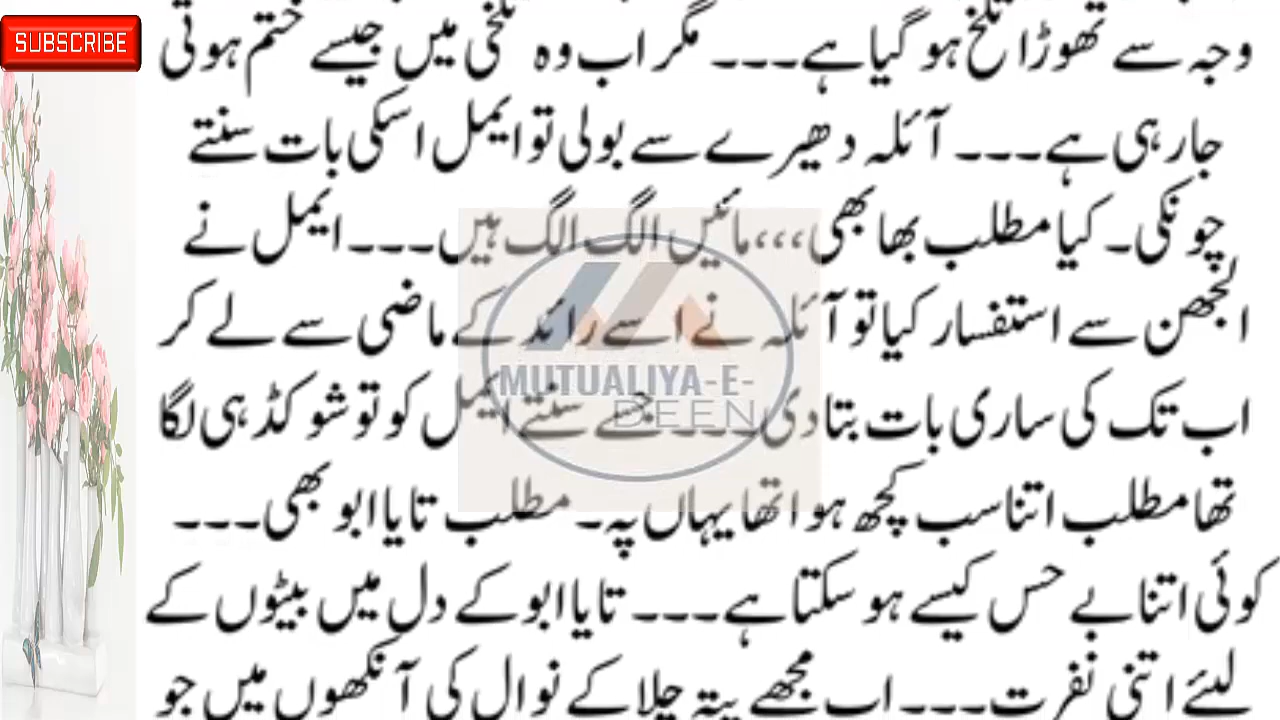 SUBSCRIBE
وجہ سے تھوڑا تلخ ہو گیا ہے۔۔۔ مگر اب وہ تلخی میں جیسے ختم ہوتی
جارہی ہے۔۔۔ آئلہ دھیرے سے بولی تو ایمل اسکی بات سنتے
چونکی۔ کیا مطلب بھابھی،،،مائیں الگ الگ ہیں۔۔۔ ایمل نے
الجھن سے استفسار کیا تو آئلہ نے اسے رائد کے ماضی سے لے کر
اب تک کی ساری بات بتادی۔۔۔ جسے سنتے ایمل کو تو شوکڈ ہی لگا
تھا مطلب اتنا سب کچھ ہوا تھا یہاں پہ۔ مطلب تایا ابو بھی۔۔۔
کوئی اتنا بے حس کیسے ہو سکتا ہے۔۔۔ تایا ابو کے دل میں بیٹوں کے
لیئے اتنی نفرت۔۔۔ اب مجھے پتہ چلا کے نوال کی آنکھوں میں جو
MUTUALIYA-E-
DEEN